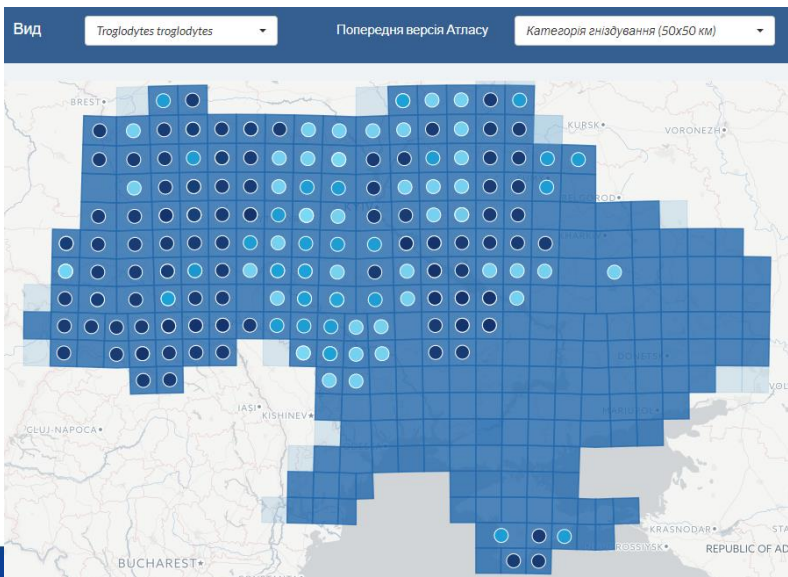 Вид
Troglodytes troglodytes
Попередня версія Атласу
Категорія гніздування (50х50 км)
BREST
KURSK
VORONEZH
DONETSK
MARIUPOL
IASI
KISHINEV
CLUJ-NAPOCA
KRASNODAR
REPUBLIC OF AD
BUCHAREST